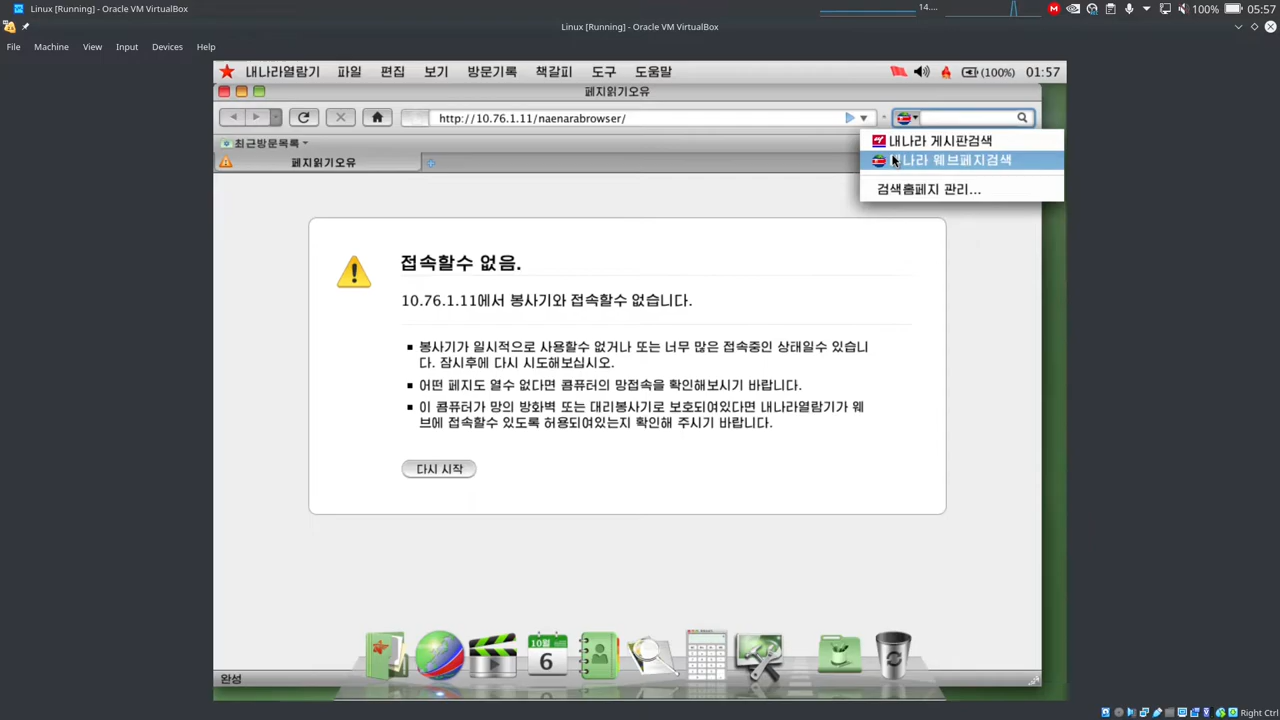 Linux [Running] - Oracle VM VirtualBox
14....
100%
05:57
Linux [Running] - Oracle VM VirtualBox
File Machine View Input Devices Help
내나라열람기 파일 편집 보기 방문기록 책갈피 도구 도움말
(100%) 01:57
페지읽기오유
http://10.76.1.11/naenarabrowser/
최근방문목록
내나라 게시판검색
페지읽기오유
나라 웨브페지검색
검색홈페지 관리...
접속할수 없음.
10.76.1.11에서 봉사기와 접속할수 없습니다.
봉사기가 일시적으로 사용할수 없거나 또는 너무 많은 접속중인 상태일수 있습니
다. 잠시후에 다시 시도해보십시오.
어떤 페지도 열수 없다면 콤퓨터의 망접속을 확인해보시기 바랍니다.
이 콤퓨터가 망의 방화벽 또는 대리봉사기로 보호되여있다면 내나라열람기가 웨
브에 접속할수 있도록 허용되여있는지 확인해 주시기 바랍니다.
다시 시작
10월
6
완성
Right Ctrl